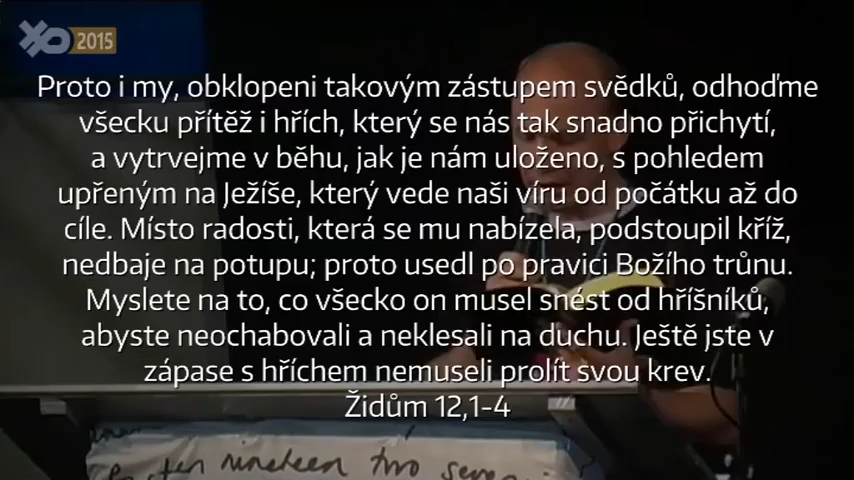 XP 2015
Proto i my, obklopeni takovým zástupem svědků, odhoďme
všecku přítěž i hřích, který se nás tak snadno přichytí,
a vytrvejme v běhu, jak je nám uloženo, s pohledem
upřeným na Ježíše, který vede naši víru od počátku až do
cíle. Místo radosti, která se mu nabízela, podstoupil kříž,
nedbaje na potupu; proto usedl po pravici Božího trůnu.
Myslete na to, co všecko on musel snést od hříšníků,
abyste neochabovali a neklesali na duchu. Ještě jste v
zápase s hříchem nemuseli prolít svou krev.
Židům 12,1-4
nineteen two